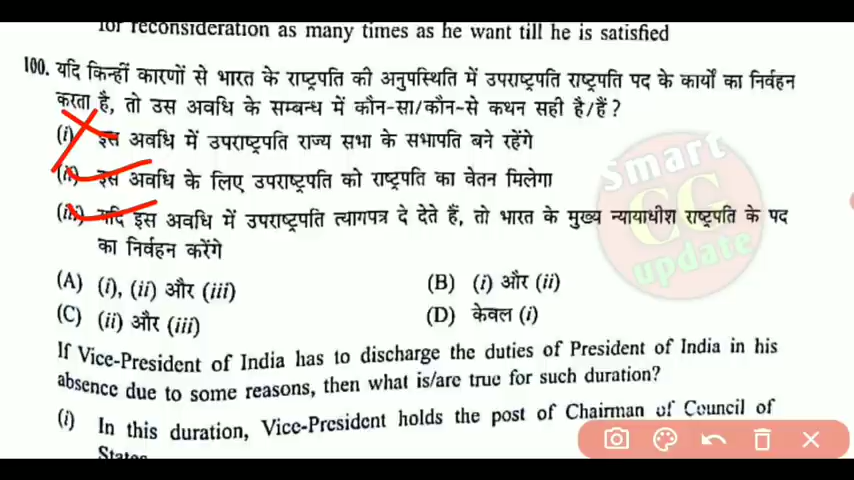 for reconsideration as many times as he want till he is satisfied
100. यदि किन्हीं कारणों से भारत के राष्ट्रपति की अनुपस्थिति में उपराष्ट्रपति राष्ट्रपति पद के कार्यों का निर्वहन
करता है, तो उस अवधि के सम्बन्ध में कौन-सा/कौन-से कथन सही है/हैं ?
(i) इस अवधि में उपराष्ट्रपति राज्य सभा के सभापति बने रहेंगे
(ii) इस अवधि के लिए उपराष्ट्रपति को राष्ट्रपति का वेतन मिलेगा
(iii) यदि इस अवधि में उपराष्ट्रपति त्यागपत्र दे देते हैं, तो भारत के मुख्य न्यायाधीश राष्ट्रपति के पद
का निर्वहन करेंगे
(A) (i), (ii) और (iii)
(B) (i) और (ii)
(C) (ii) और (iii)
(D) केवल (i)
If Vice-President of India has to discharge the duties of President of India in his
absence due to some reasons, then what is/are true for such duration?
(i) In this duration, Vice-President holds the post of Chairman of Council of
States
Smart
CG
update